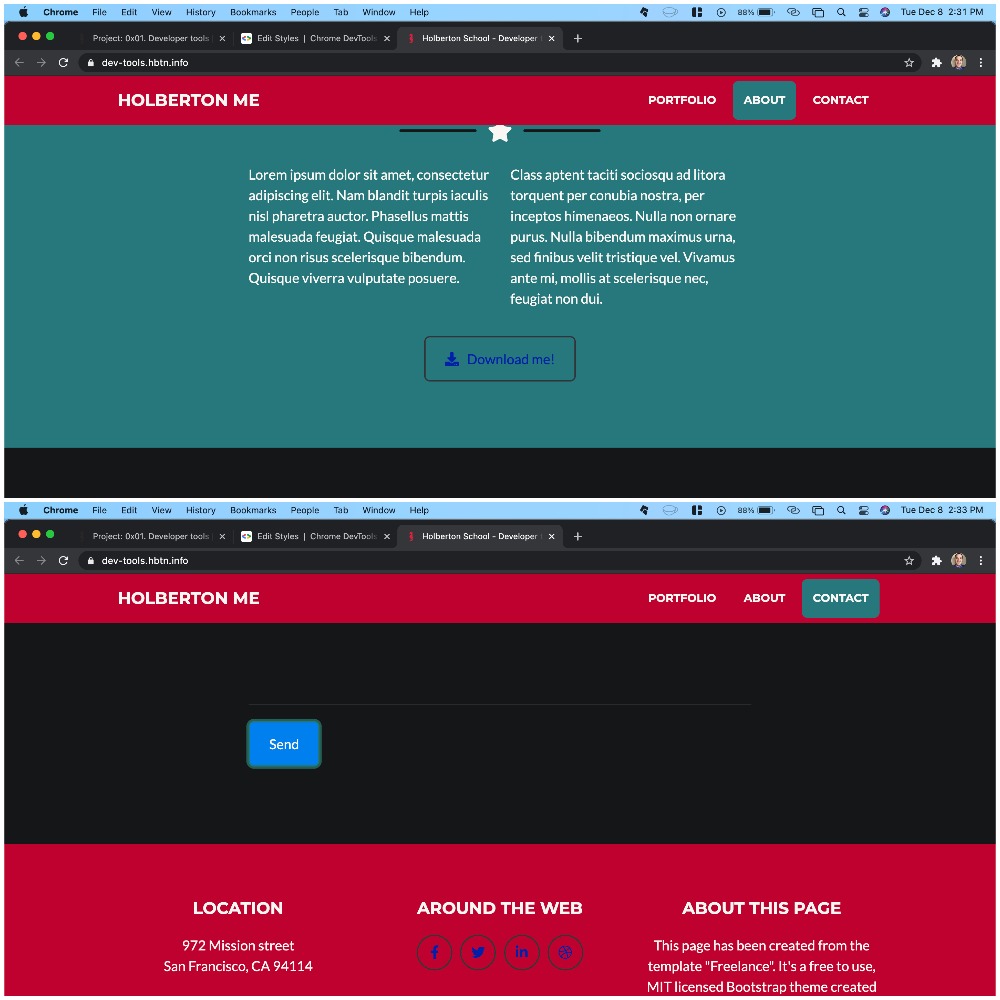 Chrome File Edit View History Bookmarks People Tab Window Help 88% Tue Dec 8 2:31 PM
Project: 0x01. Developer tools Edit Styles | Chrome DevTools Holberton School - Developer
dev-tools.hbtn.info
HOLBERTON ME PORTFOLIO ABOUT CONTACT
Lorem ipsum dolor sit amet, consectetur
adipiscing elit. Nam blandit turpis iaculis
nisl pharetra auctor. Phasellus mattis
malesuada feugiat. Quisque malesuada
orci non risus scelerisque bibendum.
Quisque viverra vulputate posuere.
Class aptent taciti sociosqu ad litora
torquent per conubia nostra, per
inceptos himenaeos. Nulla non ornare
purus. Nulla bibendum maximus urna,
sed finibus velit tristique vel. Vivamus
ante mi, mollis at scelerisque nec,
feugiat non dui.
Download me!
Chrome File Edit View History Bookmarks People Tab Window Help 88% Tue Dec 8 2:33 PM
Project: 0x01. Developer tools Edit Styles | Chrome DevTools Holberton School - Developer
dev-tools.hbtn.info
HOLBERTON ME PORTFOLIO ABOUT CONTACT
Send
LOCATION
972 Mission street
San Francisco, CA 94114
AROUND THE WEB
ABOUT THIS PAGE
This page has been created from the
template "Freelance". It's a free to use,
MIT licensed Bootstrap theme created